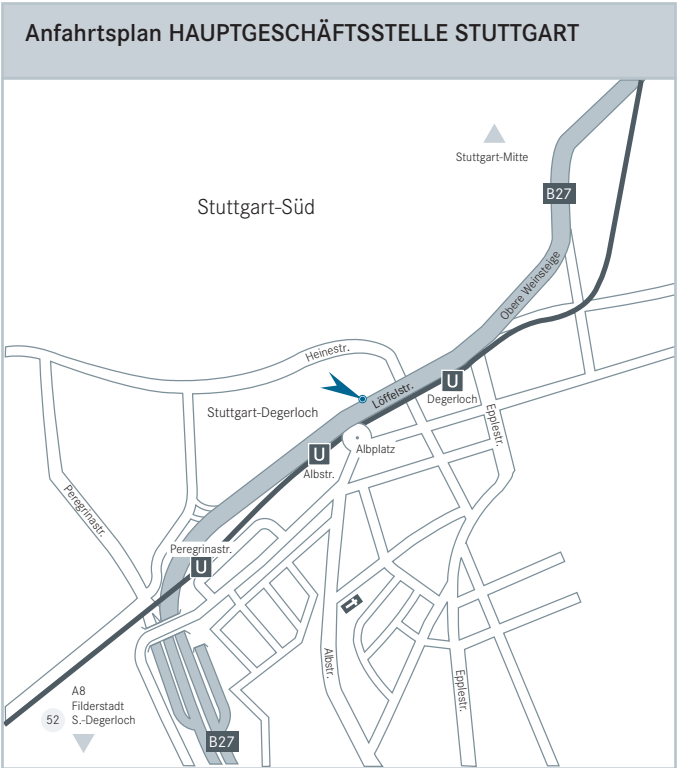 Anfahrtsplan HAUPTGESCHÄFTSSTELLE STUTTGART
Stuttgart-Mitte
B27
Stuttgart-Süd
Obere Weinsteige
Heinestr.
U
Degerloch
Löffelstr.
Stuttgart-Degerloch
Epplestr.
Albplatz
U
Albstr.
Peregrinastr.
Peregrinastr.
U
Albstr.
Epplestr.
A8
Filderstadt
52 S.-Degerloch
B27